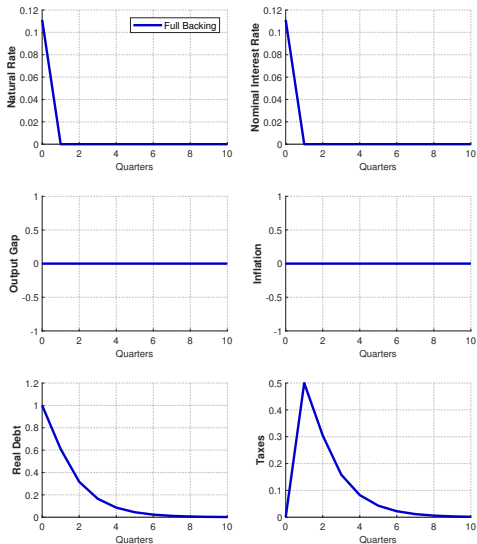 0.12
0.1
0.08
0.06
0.04
0.02
0
Natural Rate
Full Backing
0 2 4 6 8 10
Quarters
0.12
0.1
0.08
0.06
0.04
0.02
0
Nominal Interest Rate
0 2 4 6 8 10
Quarters
1
0.5
0
-0.5
-1
Output Gap
0 2 4 6 8 10
Quarters
1
0.5
0
-0.5
-1
Inflation
0 2 4 6 8 10
Quarters
1.2
1
0.8
0.6
0.4
0.2
0
Real Debt
0 2 4 6 8 10
Quarters
0.5
0.4
0.3
0.2
0.1
0
Taxes
0 2 4 6 8 10
Quarters